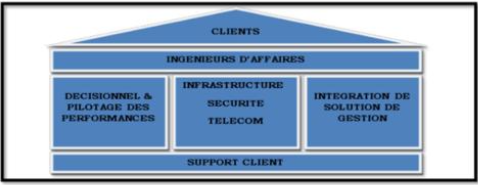 CLIENTS
INGENIEURS D'AFFAIRES
DECISIONNEL &
PILOTAGE DES
PERFORMANCES
INFRASTRUCTURE
SECURITE
TELECOM
INTEGRATION DE
SOLUTION DE
GESTION
SUPPORT CLIENT